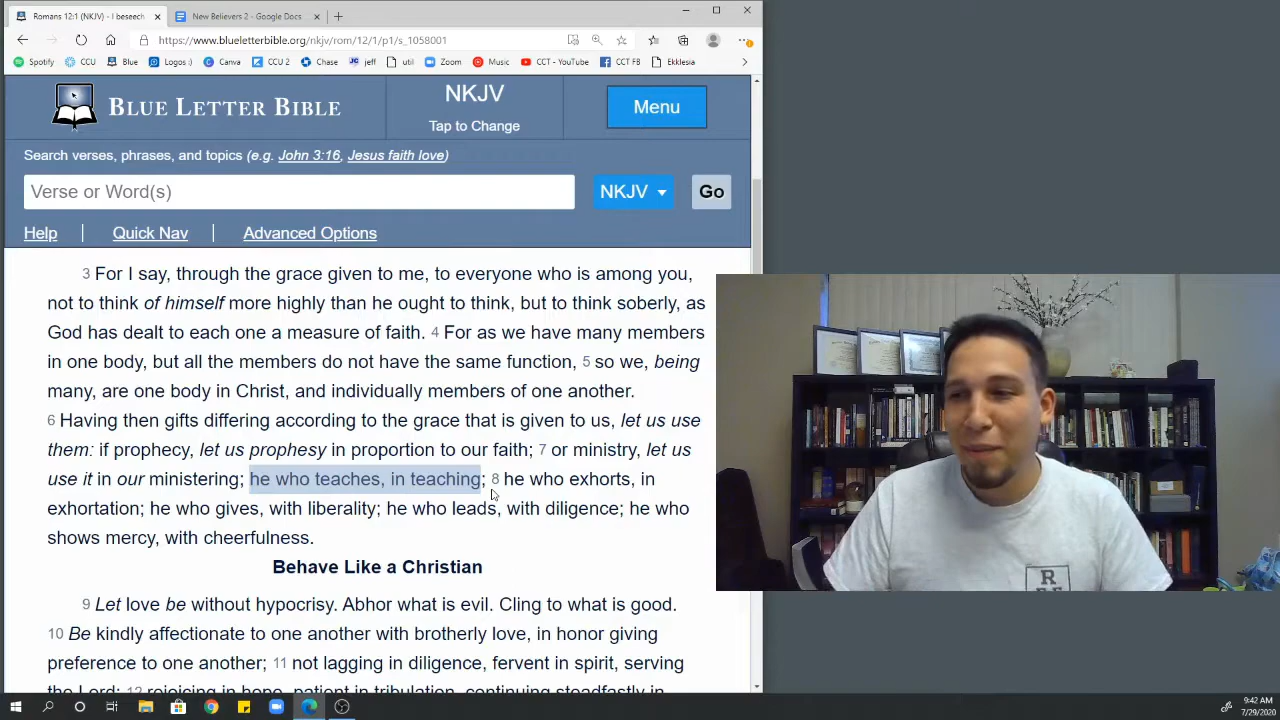 Romans 12:1 (NKJV) - I beseech
New Believers 2 - Google Docs
https://www.blueletterbible.org/nkjv/rom/12/1/p1/s_1058001
Spotify CCU Blue Logos :) Canva CCU 2 Chase jeff util Zoom Music CCT - YouTube CCT FB Ekklesia
BLUE LETTER BIBLE
NKJV
Tap to Change
Menu
Search verses, phrases, and topics (e.g. John 3:16, Jesus faith love)
Verse or Word(s)
NKJV
Go
Help | Quick Nav | Advanced Options
3 For I say, through the grace given to me, to everyone who is among you,
not to think of himself more highly than he ought to think, but to think soberly, as
God has dealt to each one a measure of faith. 4 For as we have many members
in one body, but all the members do not have the same function, 5 so we, being
many, are one body in Christ, and individually members of one another.
6 Having then gifts differing according to the grace that is given to us, let us use
them: if prophecy, let us prophesy in proportion to our faith; 7 or ministry, let us
use it in our ministering; he who teaches, in teaching; 8 he who exhorts, in
exhortation; he who gives, with liberality; he who leads, with diligence; he who
shows mercy, with cheerfulness.
Behave Like a Christian
9 Let love be without hypocrisy. Abhor what is evil. Cling to what is good.
10 Be kindly affectionate to one another with brotherly love, in honor giving
preference to one another; 11 not lagging in diligence, fervent in spirit, serving
the Lord; 12 rejoicing in hope, patient in tribulation, continuing steadfastly in
R
9:42 AM
7/29/2020